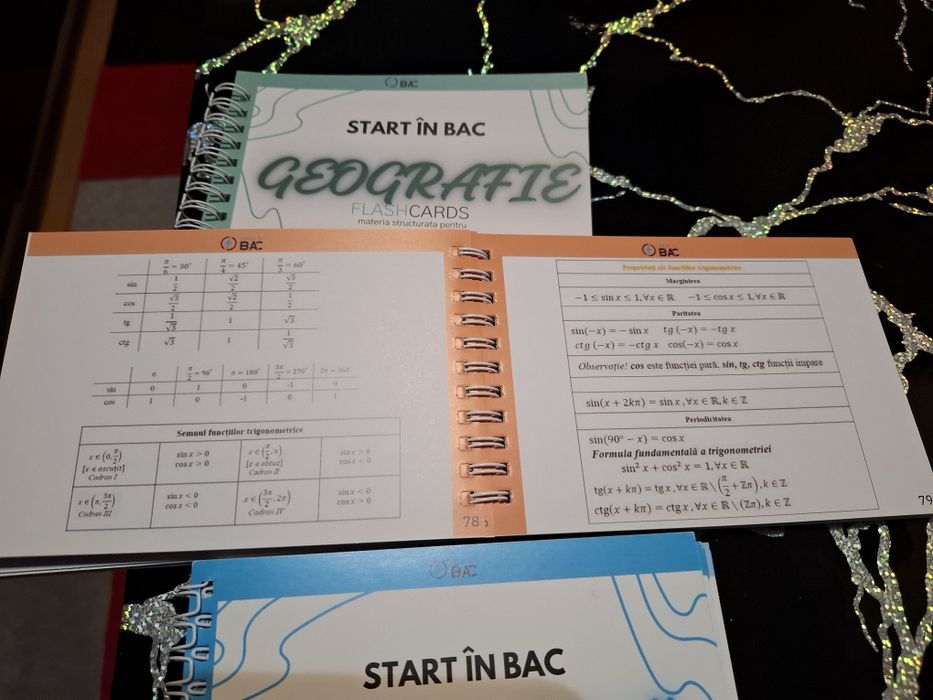 BAC
START ÎN BAC
GEOGRAFIE
FLASHCARDS
materia structurata pentru
BAC
π/6 = 30° π/4 = 45° π/3 = 60°
sin 1/2 √2/2 √3/2
cos √3/2 √2/2 1/2
tg 1/√3 1 √3
ctg √3 1 1/√3
0 π/2 = 90° π = 180° 3π/2 = 270° 2π = 360°
sin 0 1 0 -1 0
cos 1 0 -1 0 1
Semnul funcțiilor trigonometrice
x ∈ (0, π/2) sin x > 0 x ∈ (π/2, π) sin x > 0
[x ∢ ascuțit] cos x > 0 [x ∢ obtuz] cos x < 0
Cadran I Cadran II
x ∈ (π, 3π/2) sin x < 0 x ∈ (3π/2, 2π) sin x < 0
Cadran III cos x < 0 Cadran IV cos x > 0
78
BAC
Proprietăți ale funcțiilor trigonometrice
Marginirea
−1 ≤ sin x ≤ 1, ∀x ∈ ℝ −1 ≤ cos x ≤ 1, ∀x ∈ ℝ
Paritatea
sin(−x) = − sin x tg (−x) = −tg x
ctg (−x) = −ctg x cos(−x) = cos x
Observație! cos este funcții pară, sin, tg, ctg funcții impare
sin(x + 2kπ) = sin x, ∀x ∈ ℝ, k ∈ ℤ
Periodicitatea
sin(90° − x) = cos x
Formula fundamentală a trigonometriei
sin² x + cos² x = 1, ∀x ∈ ℝ
tg(x + kπ) = tg x, ∀x ∈ ℝ \ (π/2 + ℤπ), k ∈ ℤ
ctg(x + kπ) = ctg x, ∀x ∈ ℝ \ (ℤπ), k ∈ ℤ
79
BAC
START ÎN BAC